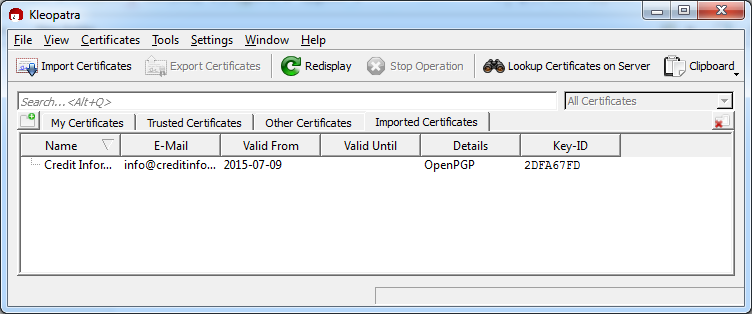 Kleopatra
File View Certificates Tools Settings Window Help
Import Certificates Export Certificates Redisplay Stop Operation Lookup Certificates on Server Clipboard
Search...<Alt+Q> All Certificates
My Certificates Trusted Certificates Other Certificates Imported Certificates
Name E-Mail Valid From Valid Until Details Key-ID
Credit Infor... info@creditinfo... 2015-07-09 OpenPGP 2DFA67FD